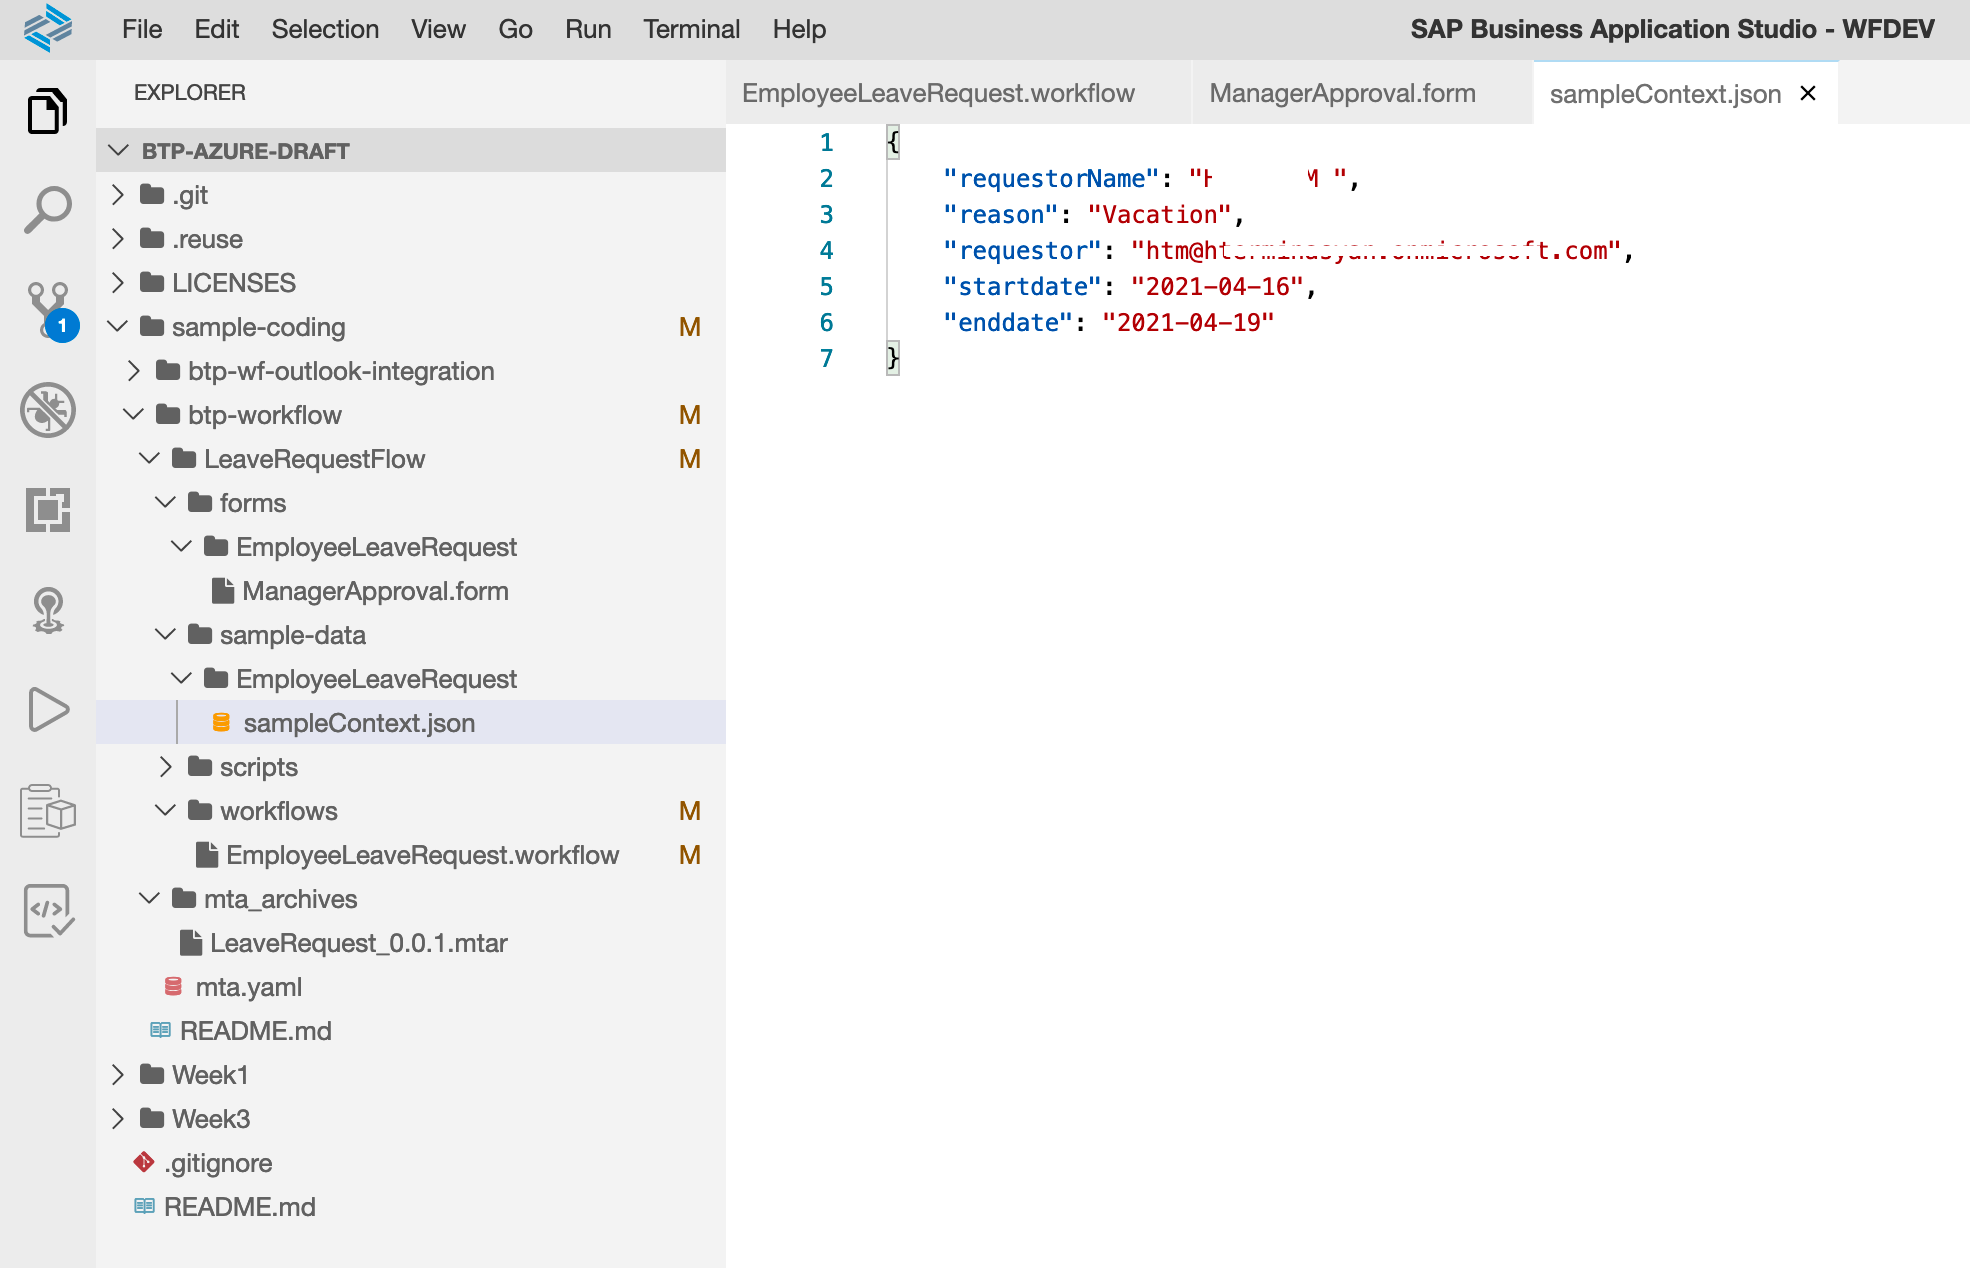 File Edit Selection View Go Run Terminal Help SAP Business Application Studio - WFDEV
EXPLORER
BTP-AZURE-DRAFT
.git
.reuse
LICENSES
sample-coding M
btp-wf-outlook-integration
btp-workflow M
LeaveRequestFlow M
forms
EmployeeLeaveRequest
ManagerApproval.form
sample-data
EmployeeLeaveRequest
sampleContext.json
scripts
workflows M
EmployeeLeaveRequest.workflow M
mta_archives
LeaveRequest_0.0.1.mtar
mta.yaml
README.md
Week1
Week3
.gitignore
README.md
1
EmployeeLeaveRequest.workflow ManagerApproval.form sampleContext.json
1 {
2 "requestorName": " ",
3 "reason": "Vacation",
4 "requestor": ",
5 "startdate": "2021-04-16",
6 "enddate": "2021-04-19"
7 }